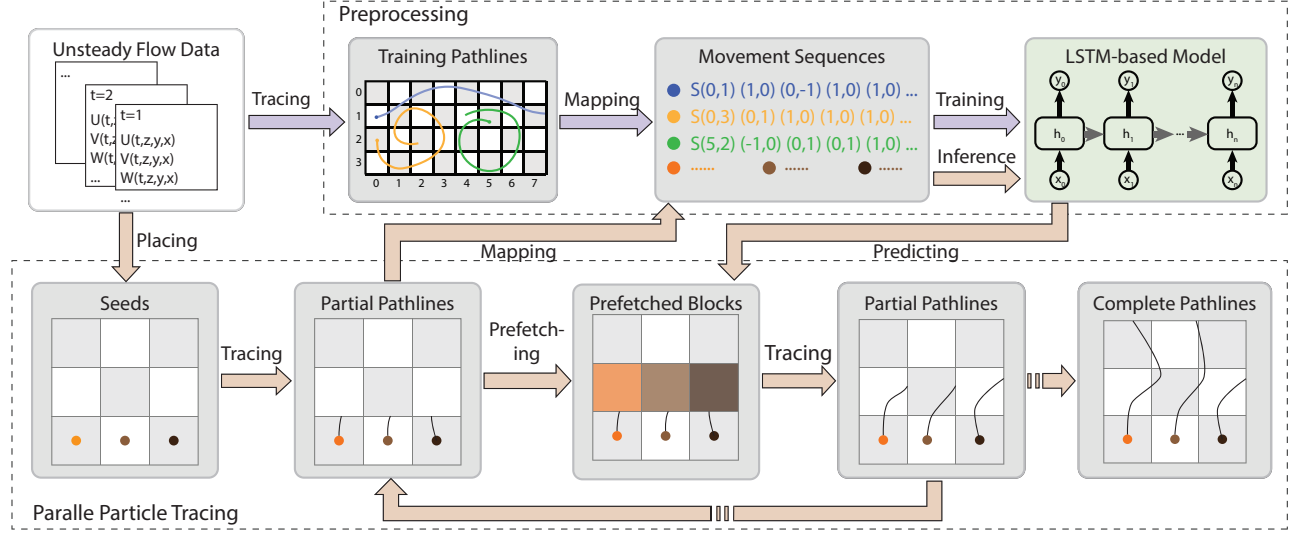 Preprocessing
Unsteady Flow Data
...
t=2
U(t,z
V(t,z
W(t,
...
t=1
U(t,z,y,x)
V(t,z,y,x)
W(t,z,y,x)
...
Tracing
Training Pathlines
0
1
2
3
0 1 2 3 4 5 6 7
Mapping
Movement Sequences
S(0,1) (1,0) (0,-1) (1,0) (1,0) ...
S(0,3) (0,1) (1,0) (1,0) (1,0) ...
S(5,2) (-1,0) (0,1) (0,1) (1,0) ...
...... ...... ......
Training
Inference
LSTM-based Model
y0 y1 yn
h0 h1 ... hn
x0 x1 xn
Placing
Mapping
Predicting
Seeds
Tracing
Partial Pathlines
Prefetch-
ing
Prefetched Blocks
Tracing
Partial Pathlines
Complete Pathlines
Paralle Particle Tracing